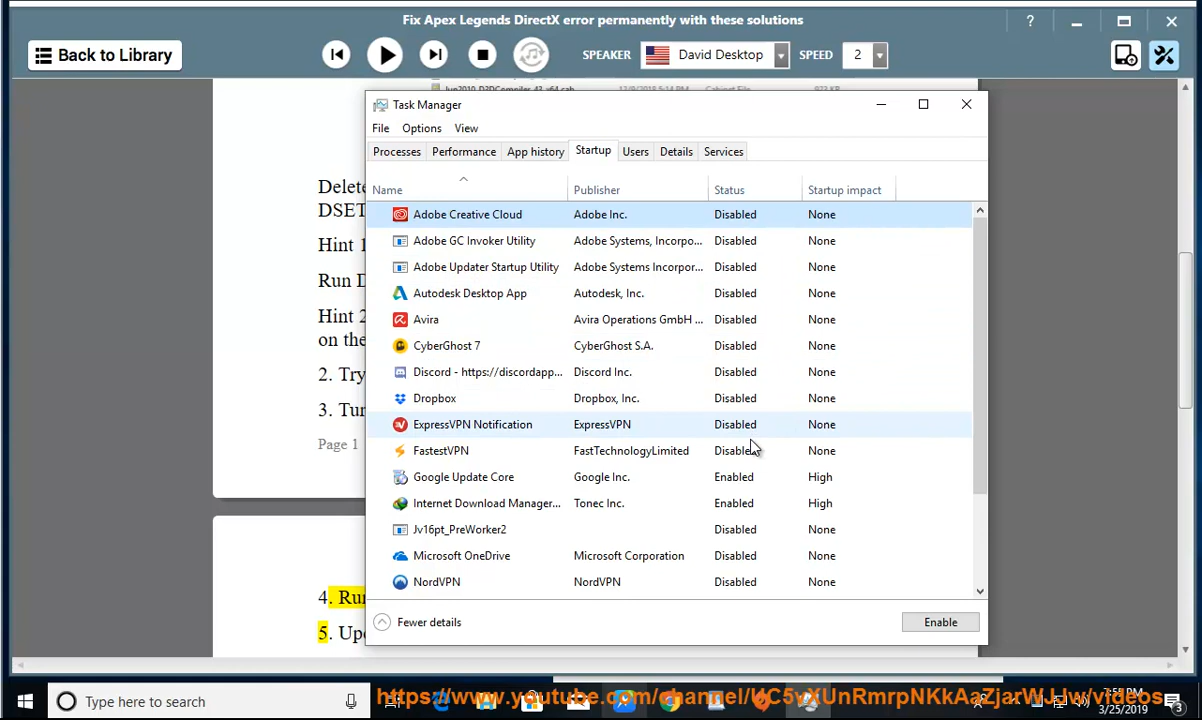 Fix Apex Legends DirectX error permanently with these solutions
?
Back to Library
SPEAKER David Desktop SPEED 2
Delete
DSET
Hint 1
Run D
Hint 2
on the
2. Try
3. Tur
Page 1
4. Run
5. Upd
Task Manager
File Options View
Processes Performance App history Startup Users Details Services
Name Publisher Status Startup impact
Adobe Creative Cloud Adobe Inc. Disabled None
Adobe GC Invoker Utility Adobe Systems, Incorpo... Disabled None
Adobe Updater Startup Utility Adobe Systems Incorpor... Disabled None
Autodesk Desktop App Autodesk, Inc. Disabled None
Avira Avira Operations GmbH ... Disabled None
CyberGhost 7 CyberGhost S.A. Disabled None
Discord - https://discordapp... Discord Inc. Disabled None
Dropbox Dropbox, Inc. Disabled None
ExpressVPN Notification ExpressVPN Disabled None
FastestVPN FastTechnologyLimited Disabled None
Google Update Core Google Inc. Enabled High
Internet Download Manager... Tonec Inc. Enabled High
Jv16pt_PreWorker2 Disabled None
Microsoft OneDrive Microsoft Corporation Disabled None
NordVPN NordVPN Disabled None
Fewer details Enable
Type here to search
3/25/2019
3